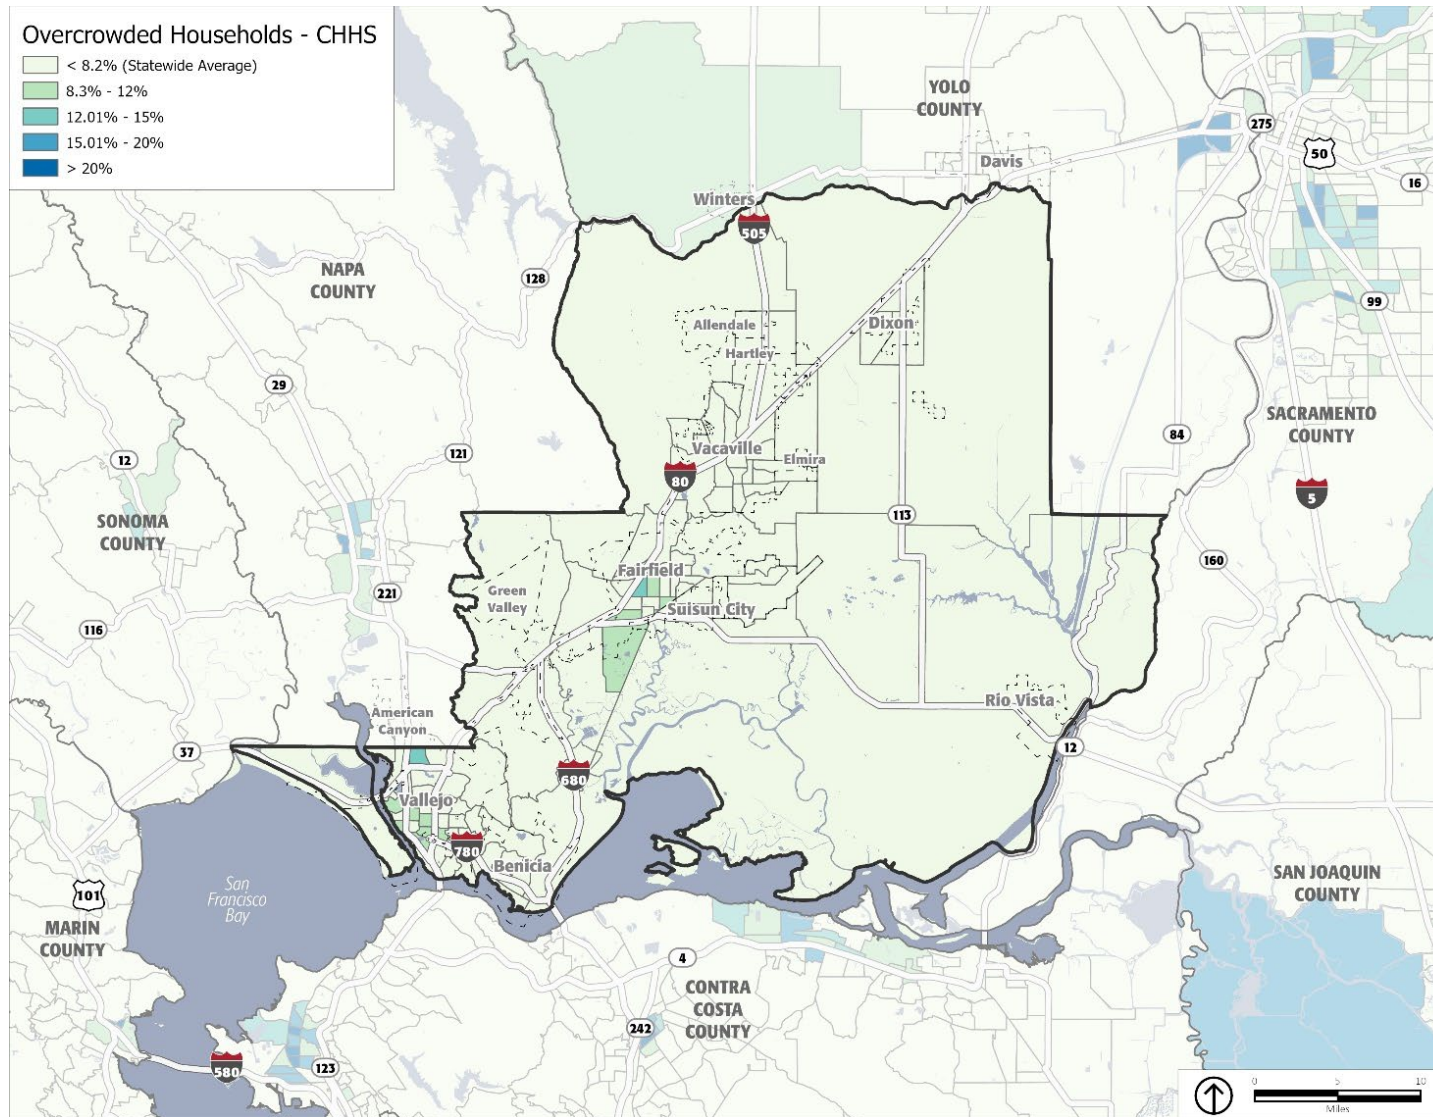 Overcrowded Households - CHHS
< 8.2% (Statewide Average)
8.3% - 12%
12.01% - 15%
15.01% - 20%
> 20%
YOLO
COUNTY
275
50
Davis
16
Winters
505
NAPA
COUNTY
128
99
Allendale
Dixon
Hartley
29
SACRAMENTO
COUNTY
84
121
12
Vacaville
Elmira
80
5
SONOMA
COUNTY
113
160
Fairfield
Green
Valley
221
Suisun City
116
Rio Vista
American
Canyon
37
12
680
Vallejo
780
Benicia
San
Francisco
Bay
101
MARIN
COUNTY
SAN JOAQUIN
COUNTY
4
CONTRA
COSTA
COUNTY
242
580
123
0 5 10
Miles